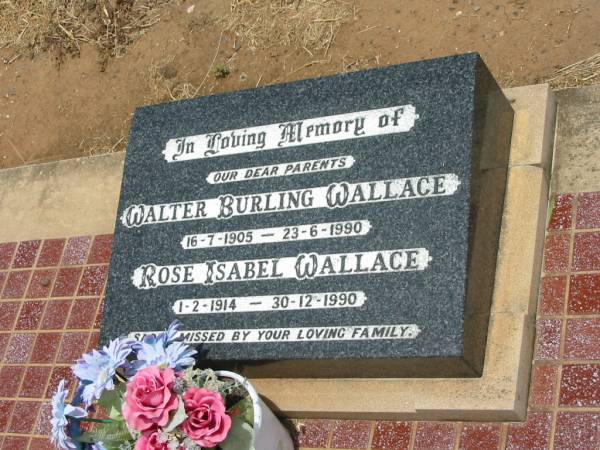 In Loving Memory of
OUR DEAR PARENTS
WALTER BURLING WALLACE
16-7-1905 — 23-6-1990
ROSE ISABEL WALLACE
1-2-1914 — 30-12-1990
MISSED BY YOUR LOVING FAMILY.